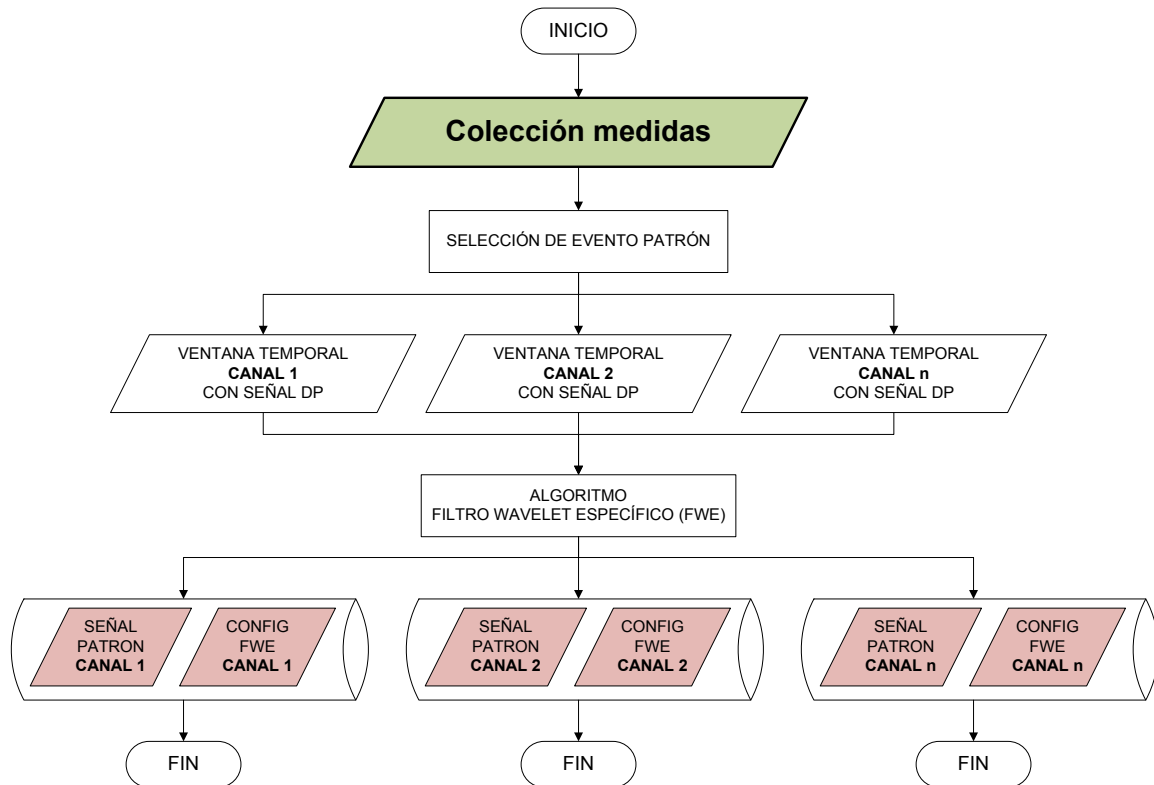 INICIO
Colección medidas
SELECCIÓN DE EVENTO PATRÓN
VENTANA TEMPORAL
CANAL 1
CON SEÑAL DP
VENTANA TEMPORAL
CANAL 2
CON SEÑAL DP
VENTANA TEMPORAL
CANAL n
CON SEÑAL DP
ALGORITMO
FILTRO WAVELET ESPECÍFICO (FWE)
SEÑAL
PATRON
CANAL 1
CONFIG
FWE
CANAL 1
SEÑAL
PATRON
CANAL 2
CONFIG
FWE
CANAL 2
SEÑAL
PATRON
CANAL n
CONFIG
FWE
CANAL n
FIN
FIN
FIN